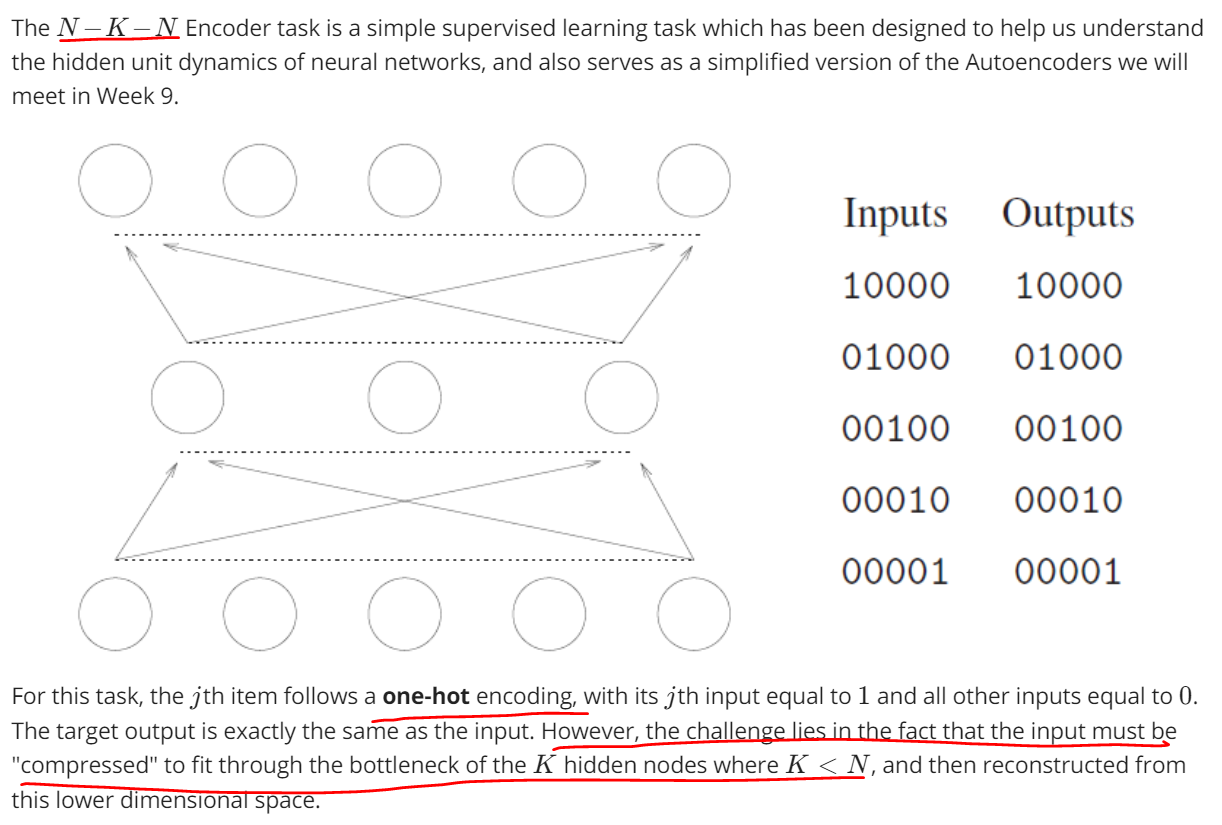 The N – K – N Encoder task is a simple supervised learning task which has been designed to help us understand
the hidden unit dynamics of neural networks, and also serves as a simplified version of the Autoencoders we will
meet in Week 9.
Inputs Outputs
10000 10000
01000 01000
00100 00100
00010 00010
00001 00001
For this task, the jth item follows a one-hot encoding, with its jth input equal to 1 and all other inputs equal to 0.
The target output is exactly the same as the input. However, the challenge lies in the fact that the input must be
"compressed" to fit through the bottleneck of the K hidden nodes where K < N, and then reconstructed from
this lower dimensional space.